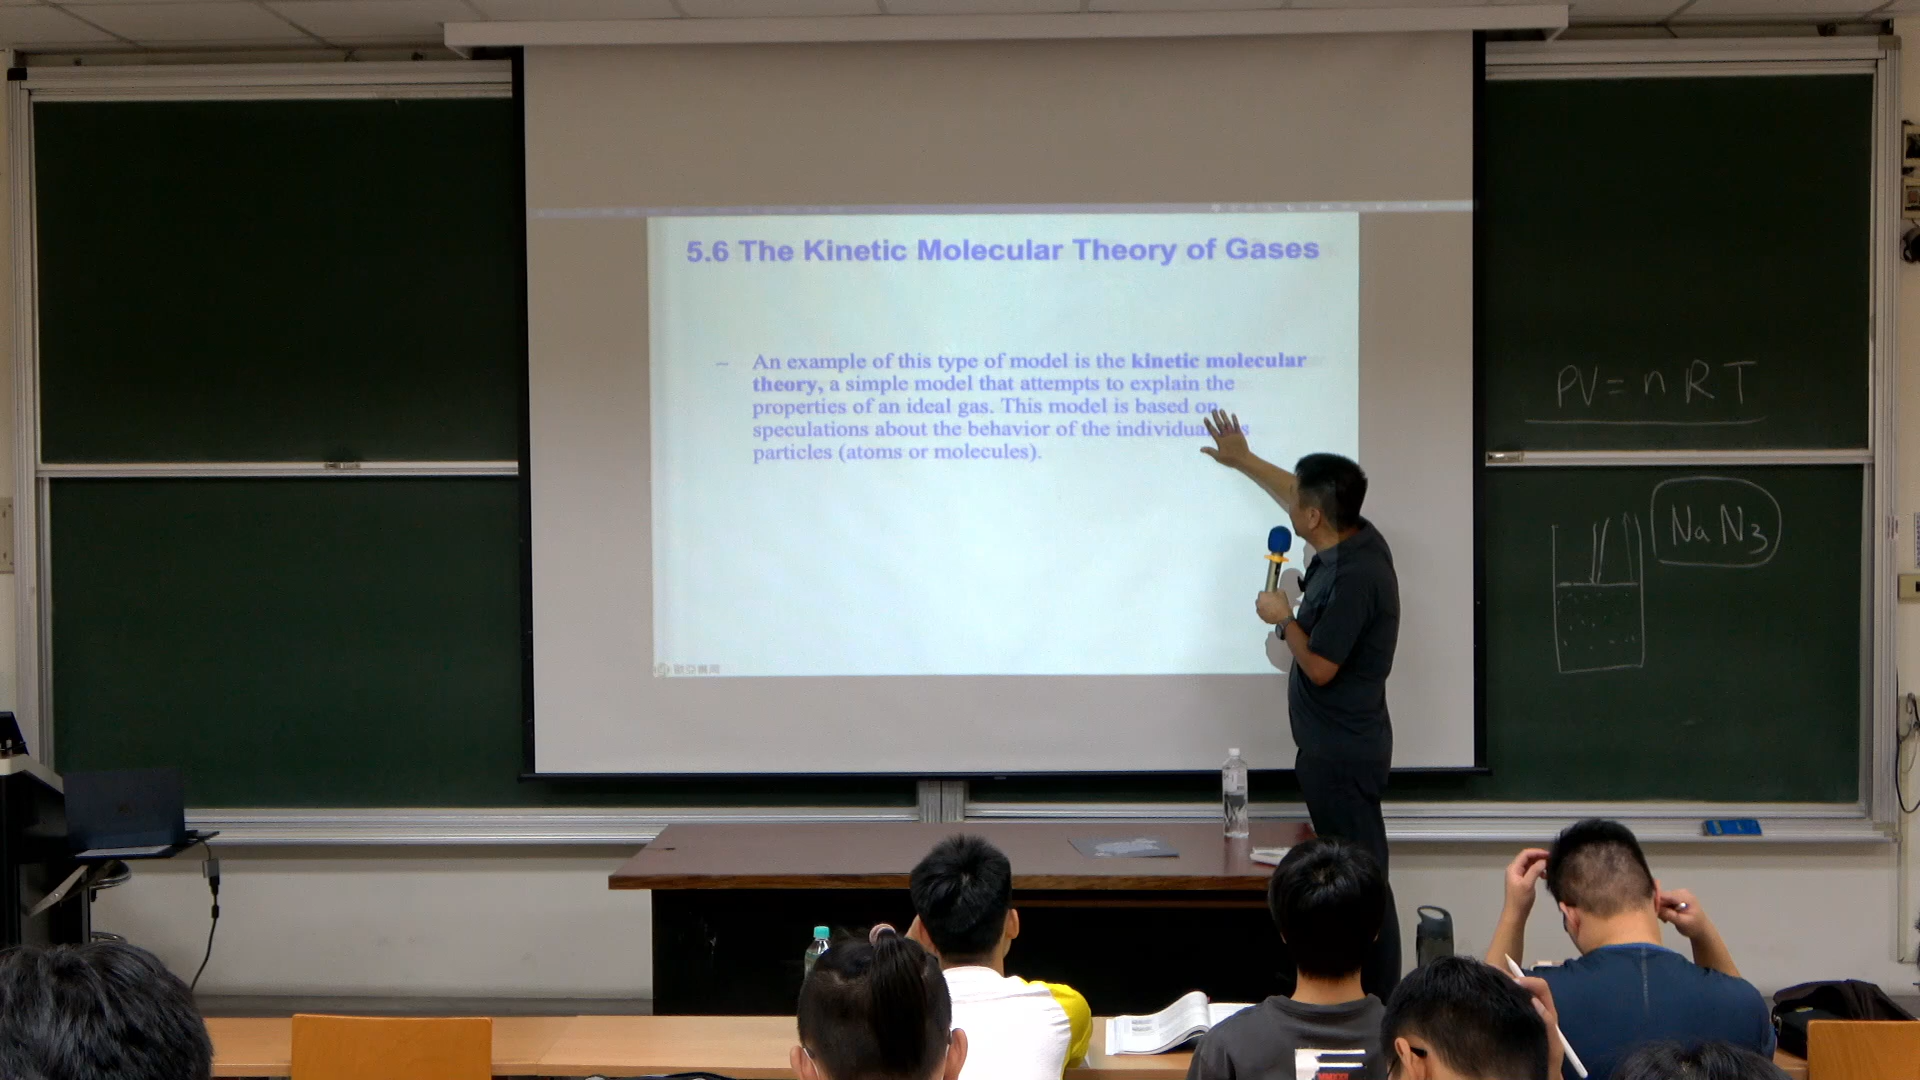 5.6 The Kinetic Molecular Theory of Gases
– An example of this type of model is the kinetic molecular
theory, a simple model that attempts to explain the
properties of an ideal gas. This model is based on
speculations about the behavior of the individual
particles (atoms or molecules).
PV = nRT
NaN3